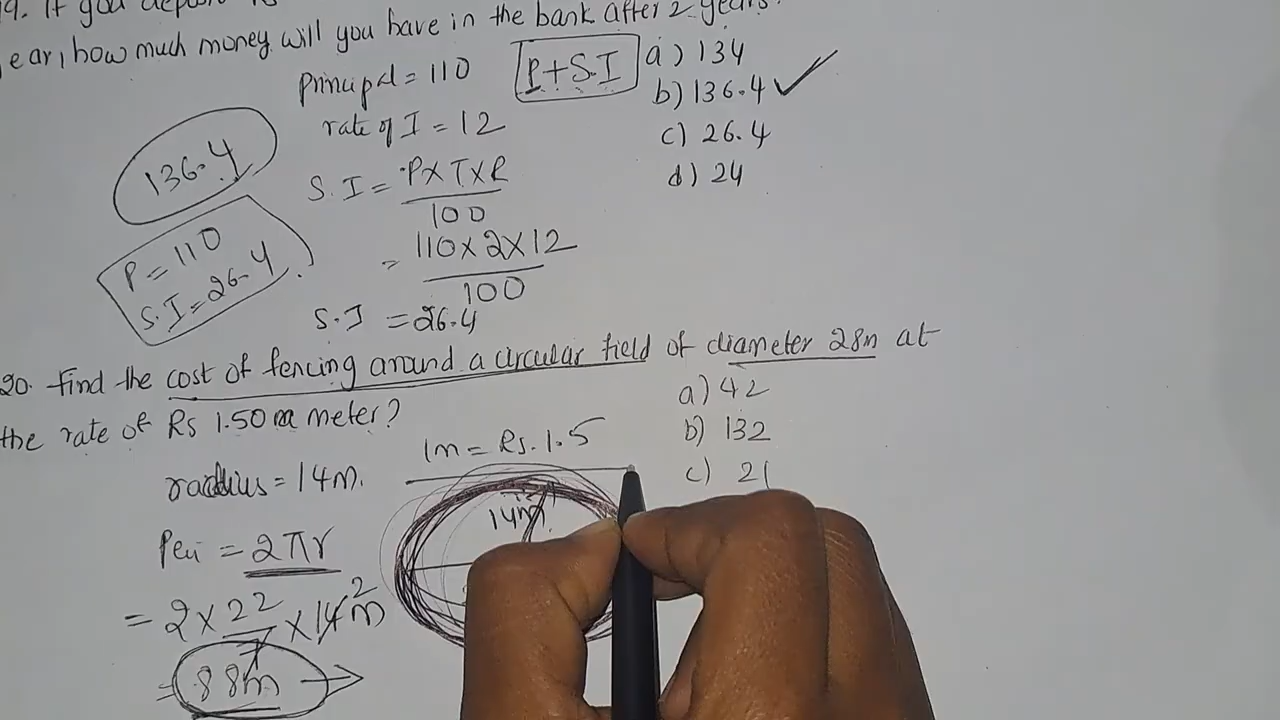 19. If you
ear, how much money will you have in the bank after 2 years.
Principal = 110
P+S.I
a) 134
b) 136.4 ✓
rate of I = 12
c) 26.4
136.4
S.I = P×T×R
100
d) 24
= 110×2×12
100
P = 110
S.I = 26.4
S.I = 26.4
20. Find the cost of fencing around a circular field of diameter 28m at
the rate of Rs 1.50 a meter?
a) 42
b) 132
c) 21
1m = Rs. 1.5
radius = 14m.
14m.
Peri = 2πr
= 2 × 22 × 14 2 m
7
= 88m →